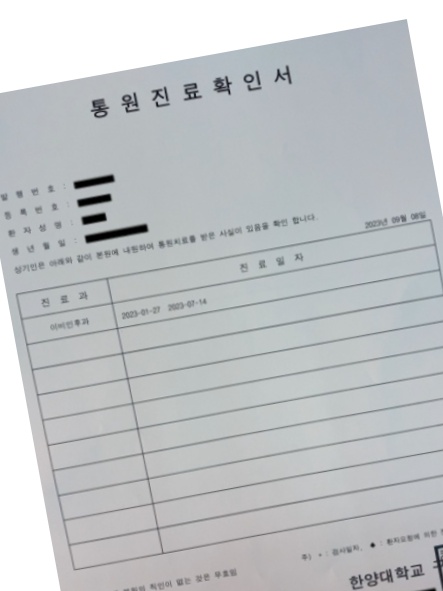 통 원 진 료 확 인 서
발 행 번 호 :
등 록 번 호 :
환 자 성 명 :
생 년 월 일 :
상기인은 아래와 같이 본원에 내원하여 통원치료를 받은 사실이 있음을 확인 합니다.
2023년 09월 08일
진 료 과
진 료 일 자
이비인후과
2023-01-27 2023-07-14
주) * : 검사일자, ◆ : 환자요청에 의한
직인이 없는 것은 무효임
한양대학교